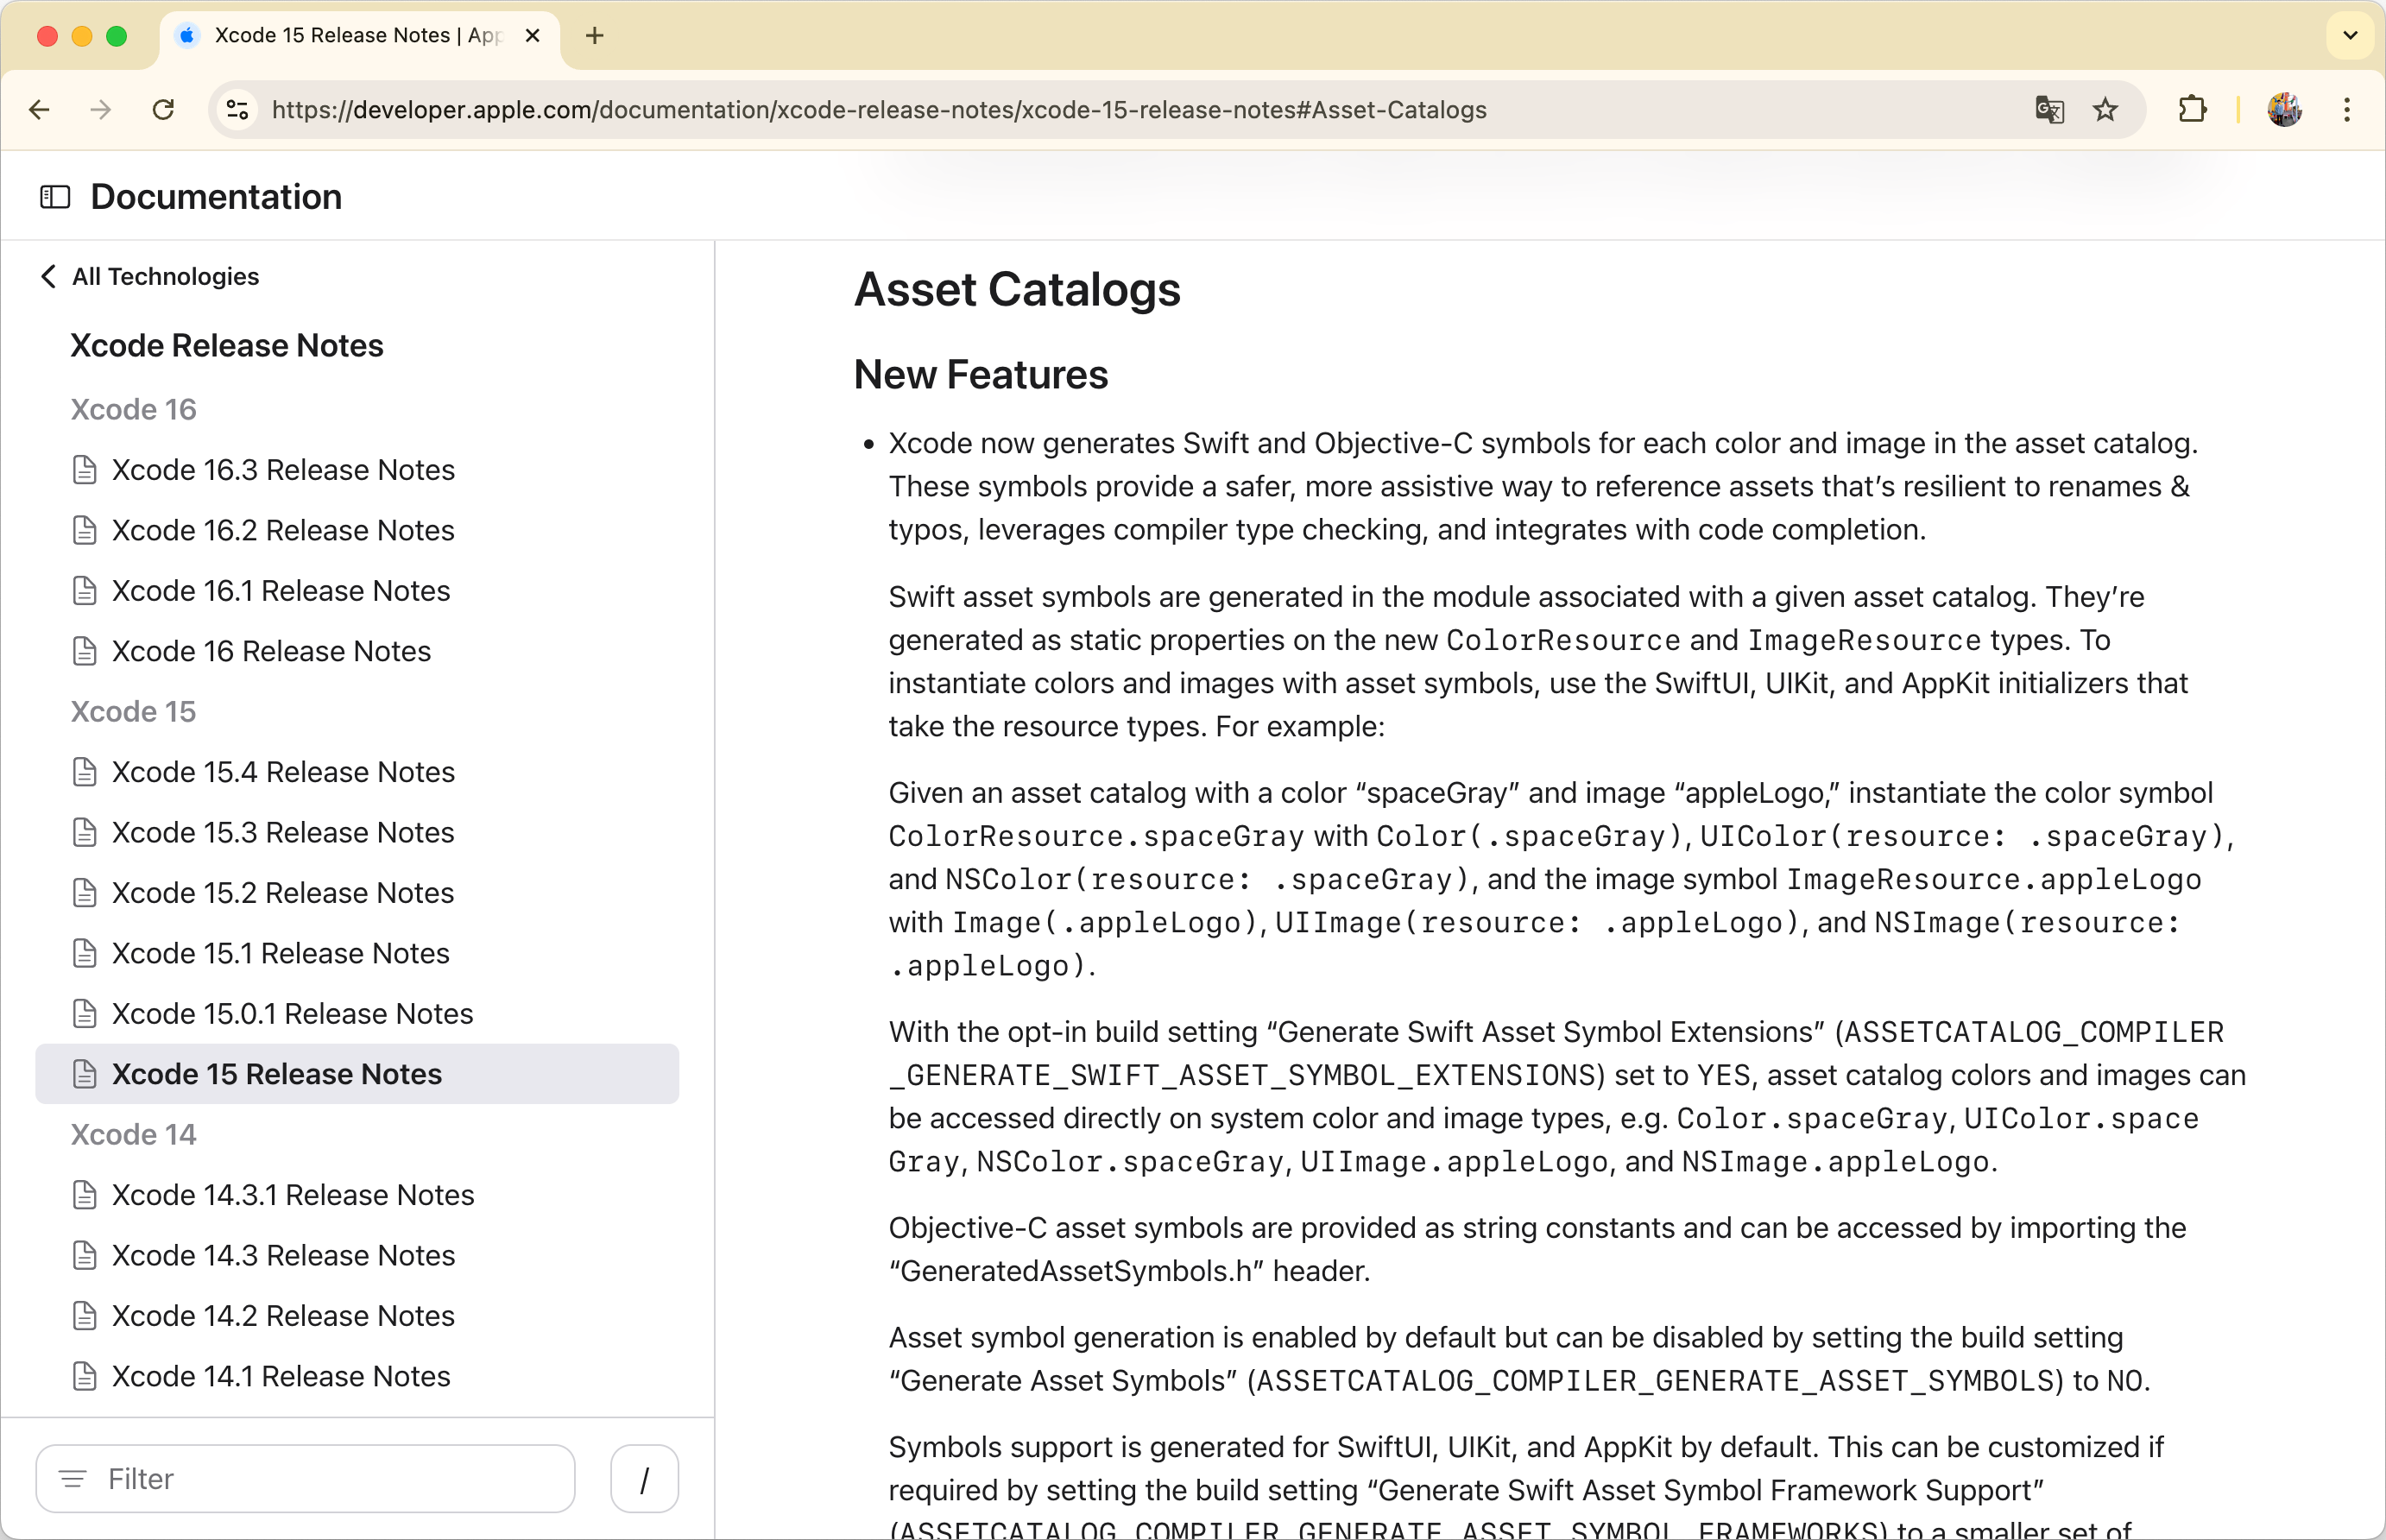 Xcode 15 Release Notes | App
https://developer.apple.com/documentation/xcode-release-notes/xcode-15-release-notes#Asset-Catalogs
Documentation
All Technologies
Xcode Release Notes
Xcode 16
Xcode 16.3 Release Notes
Xcode 16.2 Release Notes
Xcode 16.1 Release Notes
Xcode 16 Release Notes
Xcode 15
Xcode 15.4 Release Notes
Xcode 15.3 Release Notes
Xcode 15.2 Release Notes
Xcode 15.1 Release Notes
Xcode 15.0.1 Release Notes
Xcode 15 Release Notes
Xcode 14
Xcode 14.3.1 Release Notes
Xcode 14.3 Release Notes
Xcode 14.2 Release Notes
Xcode 14.1 Release Notes
Filter
/
Asset Catalogs
New Features
• Xcode now generates Swift and Objective-C symbols for each color and image in the asset catalog.
These symbols provide a safer, more assistive way to reference assets that’s resilient to renames &
typos, leverages compiler type checking, and integrates with code completion.
Swift asset symbols are generated in the module associated with a given asset catalog. They’re
generated as static properties on the new ColorResource and ImageResource types. To
instantiate colors and images with asset symbols, use the SwiftUI, UIKit, and AppKit initializers that
take the resource types. For example:
Given an asset catalog with a color “spaceGray” and image “appleLogo,” instantiate the color symbol
ColorResource.spaceGray with Color(.spaceGray), UIColor(resource: .spaceGray),
and NSColor(resource: .spaceGray), and the image symbol ImageResource.appleLogo
with Image(.appleLogo), UIImage(resource: .appleLogo), and NSImage(resource:
.appleLogo).
With the opt-in build setting “Generate Swift Asset Symbol Extensions” (ASSETCATALOG_COMPILER
_GENERATE_SWIFT_ASSET_SYMBOL_EXTENSIONS) set to YES, asset catalog colors and images can
be accessed directly on system color and image types, e.g. Color.spaceGray, UIColor.space
Gray, NSColor.spaceGray, UIImage.appleLogo, and NSImage.appleLogo.
Objective-C asset symbols are provided as string constants and can be accessed by importing the
“GeneratedAssetSymbols.h” header.
Asset symbol generation is enabled by default but can be disabled by setting the build setting
“Generate Asset Symbols” (ASSETCATALOG_COMPILER_GENERATE_ASSET_SYMBOLS) to NO.
Symbols support is generated for SwiftUI, UIKit, and AppKit by default. This can be customized if
required by setting the build setting “Generate Swift Asset Symbol Framework Support”
(ASSETCATALOG_COMPILER_GENERATE_ASSET_SYMBOL_FRAMEWORKS) to a smaller set of